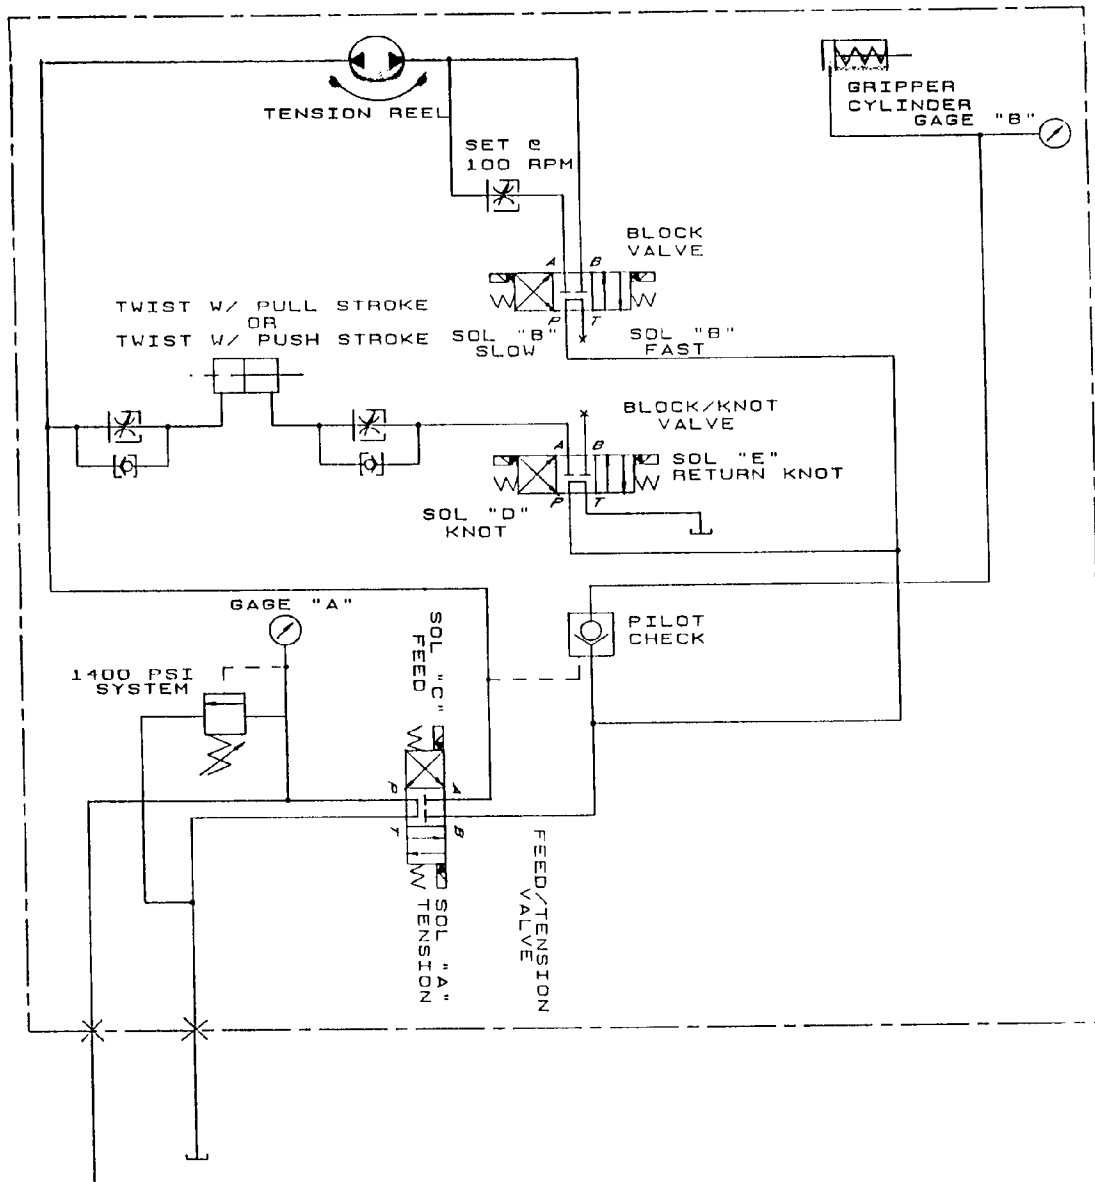 TENSION REEL
GRIPPER
CYLINDER
GAGE "B"
SET @
100 RPM
BLOCK
VALVE
A B
P T
TWIST W/ PULL STROKE
OR
TWIST W/ PUSH STROKE
SOL "B"
SLOW
SOL "B"
FAST
BLOCK/KNOT
VALVE
A B
P T
SOL "E"
RETURN KNOT
SOL "D"
KNOT
GAGE "A"
PILOT
CHECK
1400 PSI
SYSTEM
SOL "C"
FEED
P A
T B
SOL "A"
TENSION
FEED/TENSION
VALVE